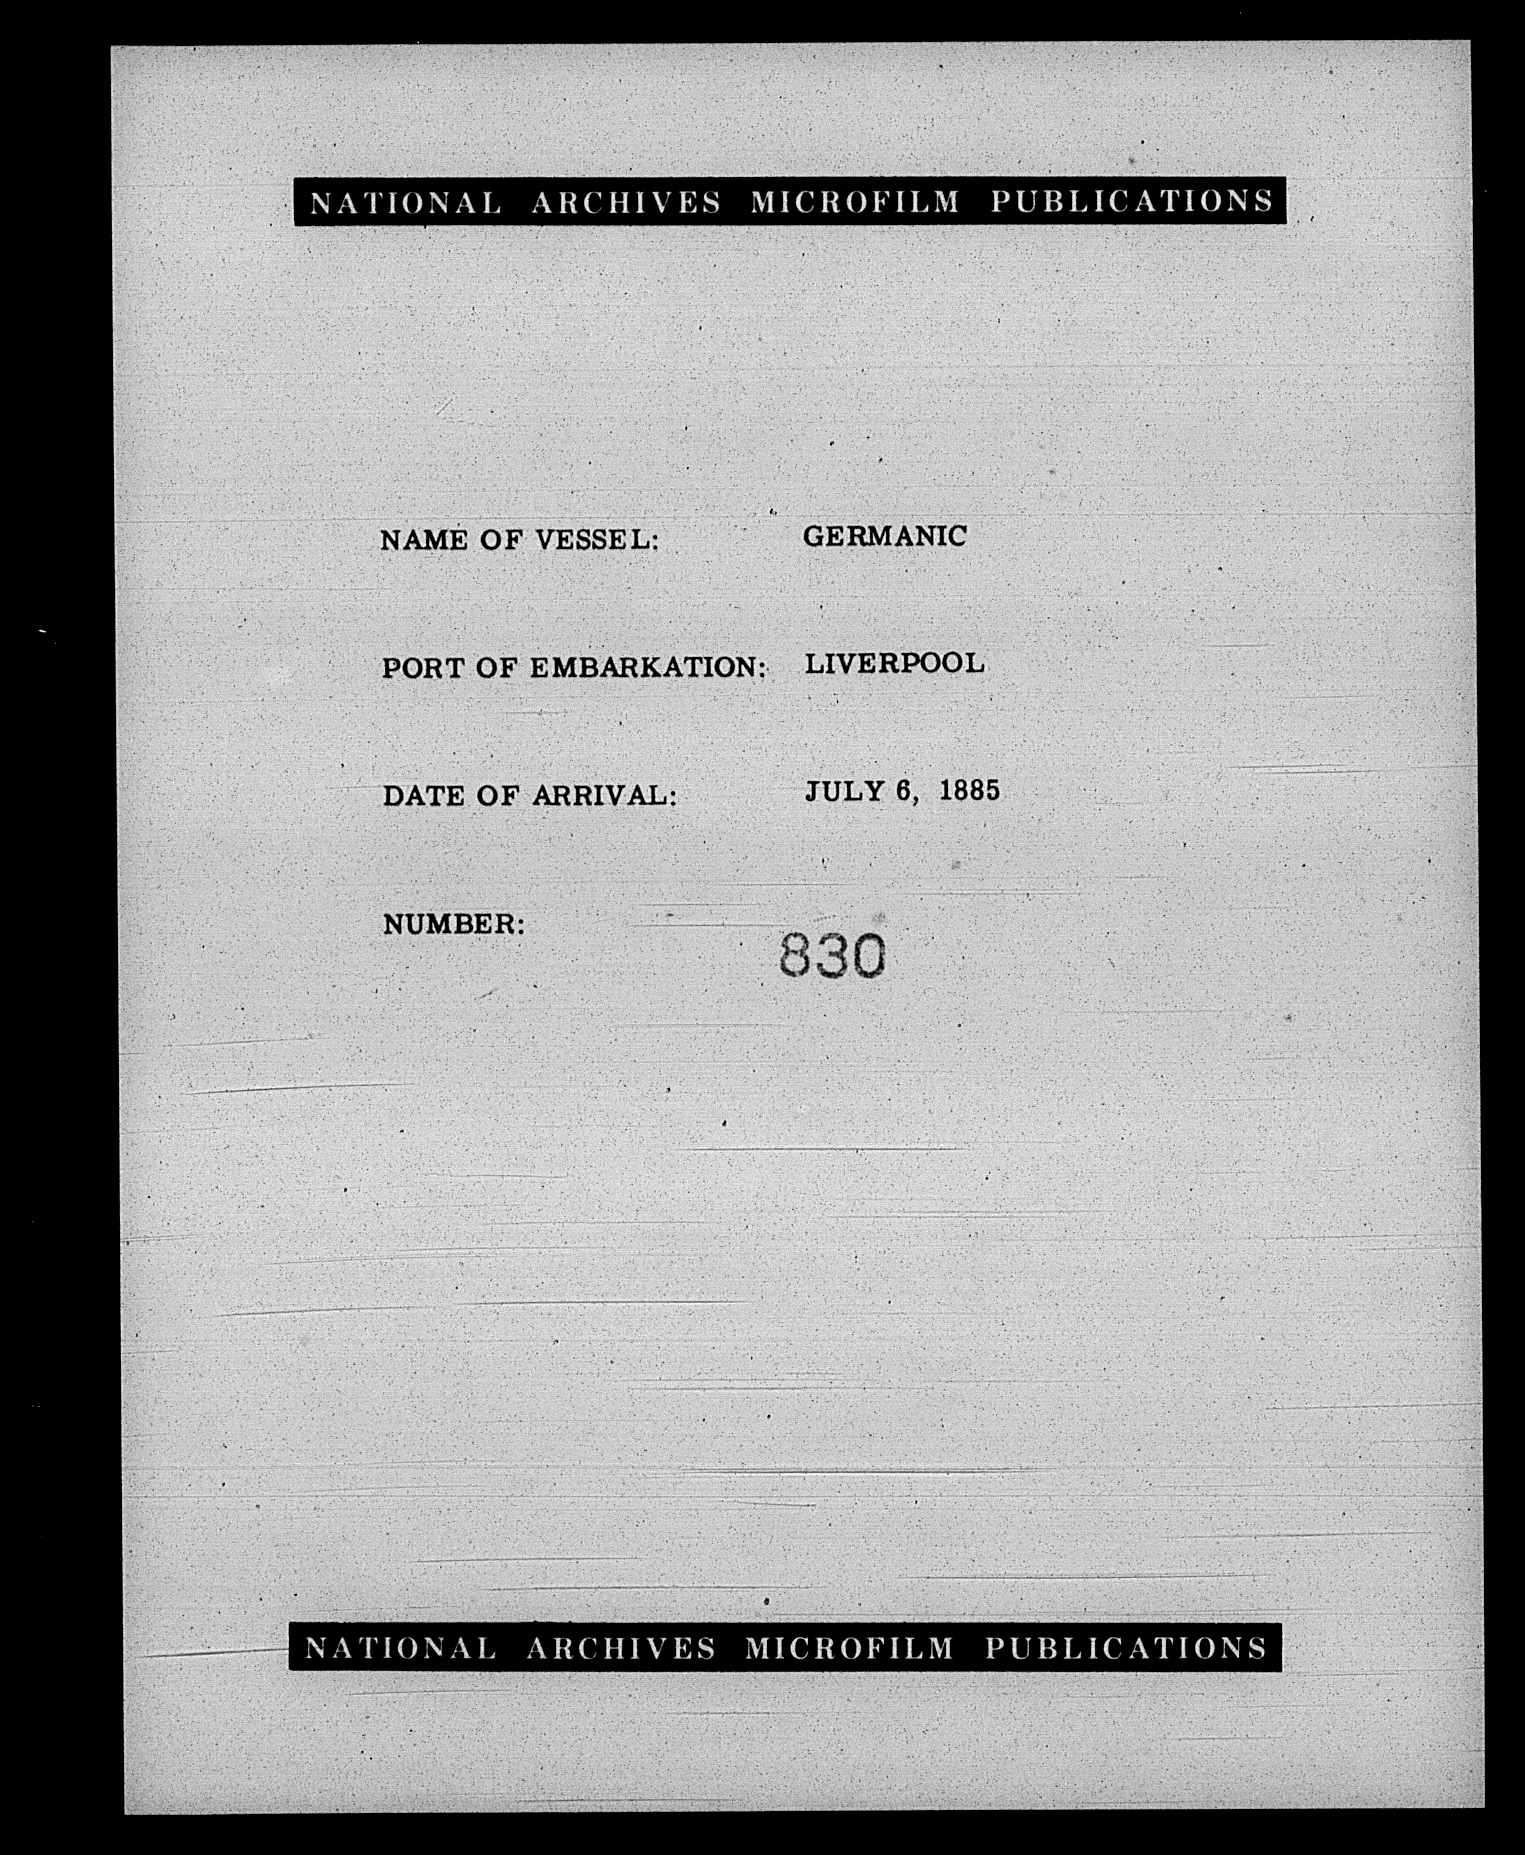 NATIONAL ARCHIVES MICROFILM PUBLICATIONS
NAME OF VESSEL: GERMANIC
PORT OF EMBARKATION: LIVERPOOL
DATE OF ARRIVAL: JULY 6, 1885
NUMBER: 830
NATIONAL ARCHIVES MICROFILM PUBLICATIONS